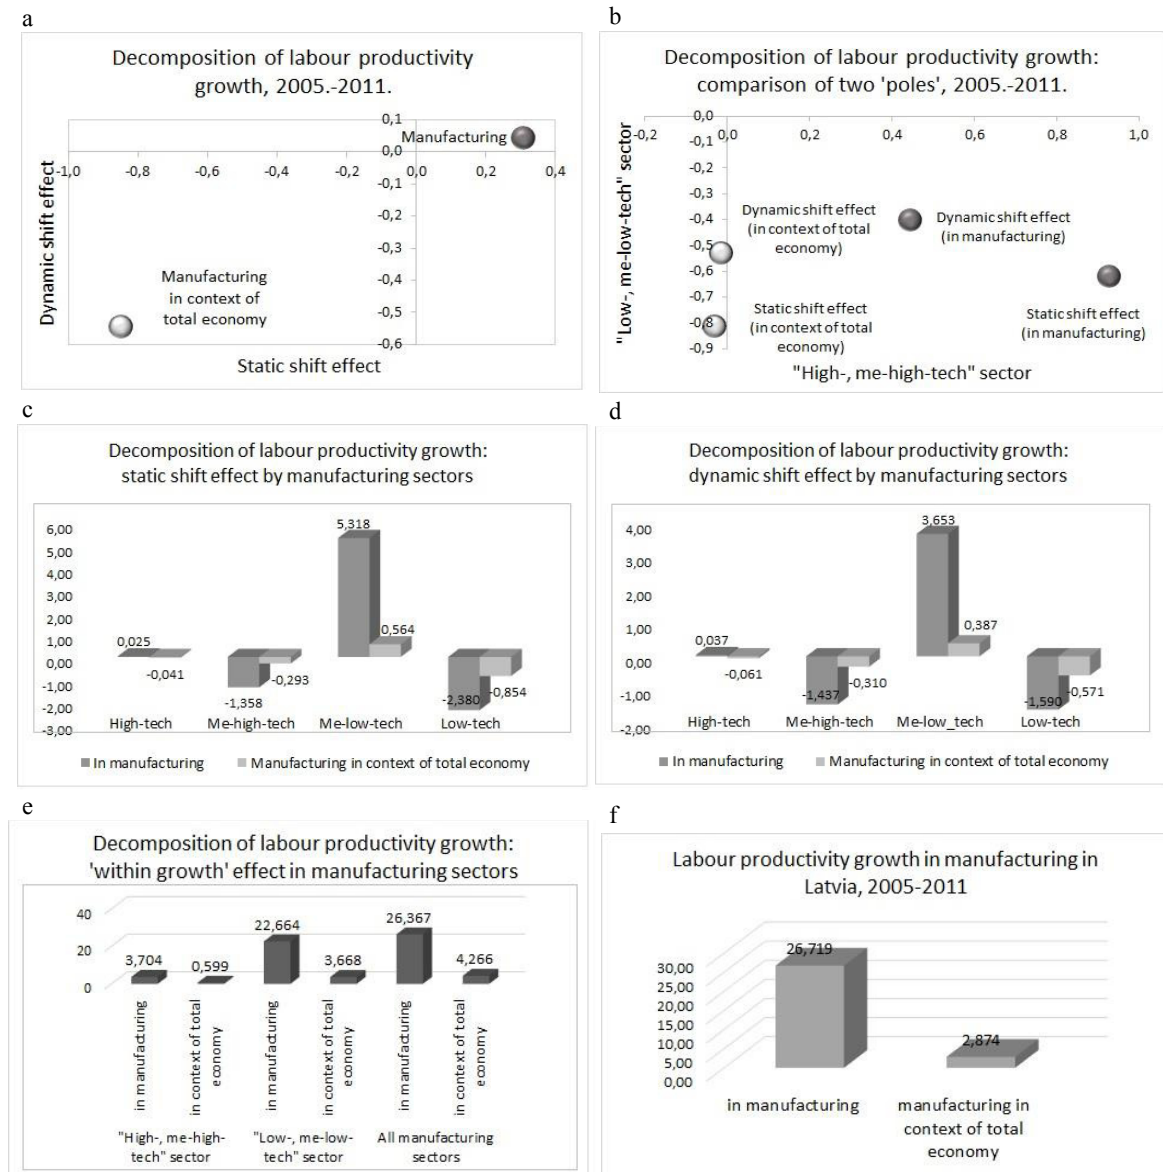 a
Decomposition of labour productivity
growth, 2005.-2011.
0,1
Manufacturing
0,0
-1,0 -0,8 -0,6 -0,4 -0,2 0,0 0,2 0,4
-0,1
-0,2
-0,3
-0,4
-0,5
-0,6
Manufacturing
in context of
total economy
Dynamic shift effect
Static shift effect
b
Decomposition of labour productivity growth:
comparison of two 'poles', 2005.-2011.
0,0
-0,2 0,0 0,2 0,4 0,6 0,8 1,0
-0,1
-0,2
-0,3
-0,4
-0,5
-0,6
-0,7
-0,8
-0,9
Dynamic shift effect
(in context of total
economy)
Dynamic shift effect
(in manufacturing)
Static shift effect
(in context of total
economy)
Static shift effect
(in manufacturing)
"Low-, me-low-tech" sector
"High-, me-high-tech" sector
c
Decomposition of labour productivity growth:
static shift effect by manufacturing sectors
6,00
5,00
4,00
3,00
2,00
1,00
0,00
-1,00
-2,00
-3,00
0,025
-0,041
-1,358
-0,293
5,318
0,564
-2,380
-0,854
High-tech Me-high-tech Me-low-tech Low-tech
In manufacturing Manufacturing in context of total economy
d
Decomposition of labour productivity growth:
dynamic shift effect by manufacturing sectors
4,00
3,00
2,00
1,00
0,00
-1,00
-2,00
0,037
-0,061
-1,437
-0,310
3,653
0,387
-1,590
-0,571
High-tech Me-high-tech Me-low_tech Low-tech
In manufacturing Manufacturing in context of total economy
e
Decomposition of labour productivity growth:
'within growth' effect in manufacturing sectors
40
20
0
3,704
0,599
22,664
3,668
26,367
4,266
in manufacturing
in context of total
economy
in manufacturing
in context of total
economy
in manufacturing
in context of total
economy
"High-, me-high-
tech" sector
"Low-, me-low-
tech" sector
All manufacturing
sectors
f
Labour productivity growth in manufacturing in
Latvia, 2005-2011
30,00
25,00
20,00
15,00
10,00
5,00
0,00
26,719
2,874
in manufacturing
manufacturing in
context of total
economy